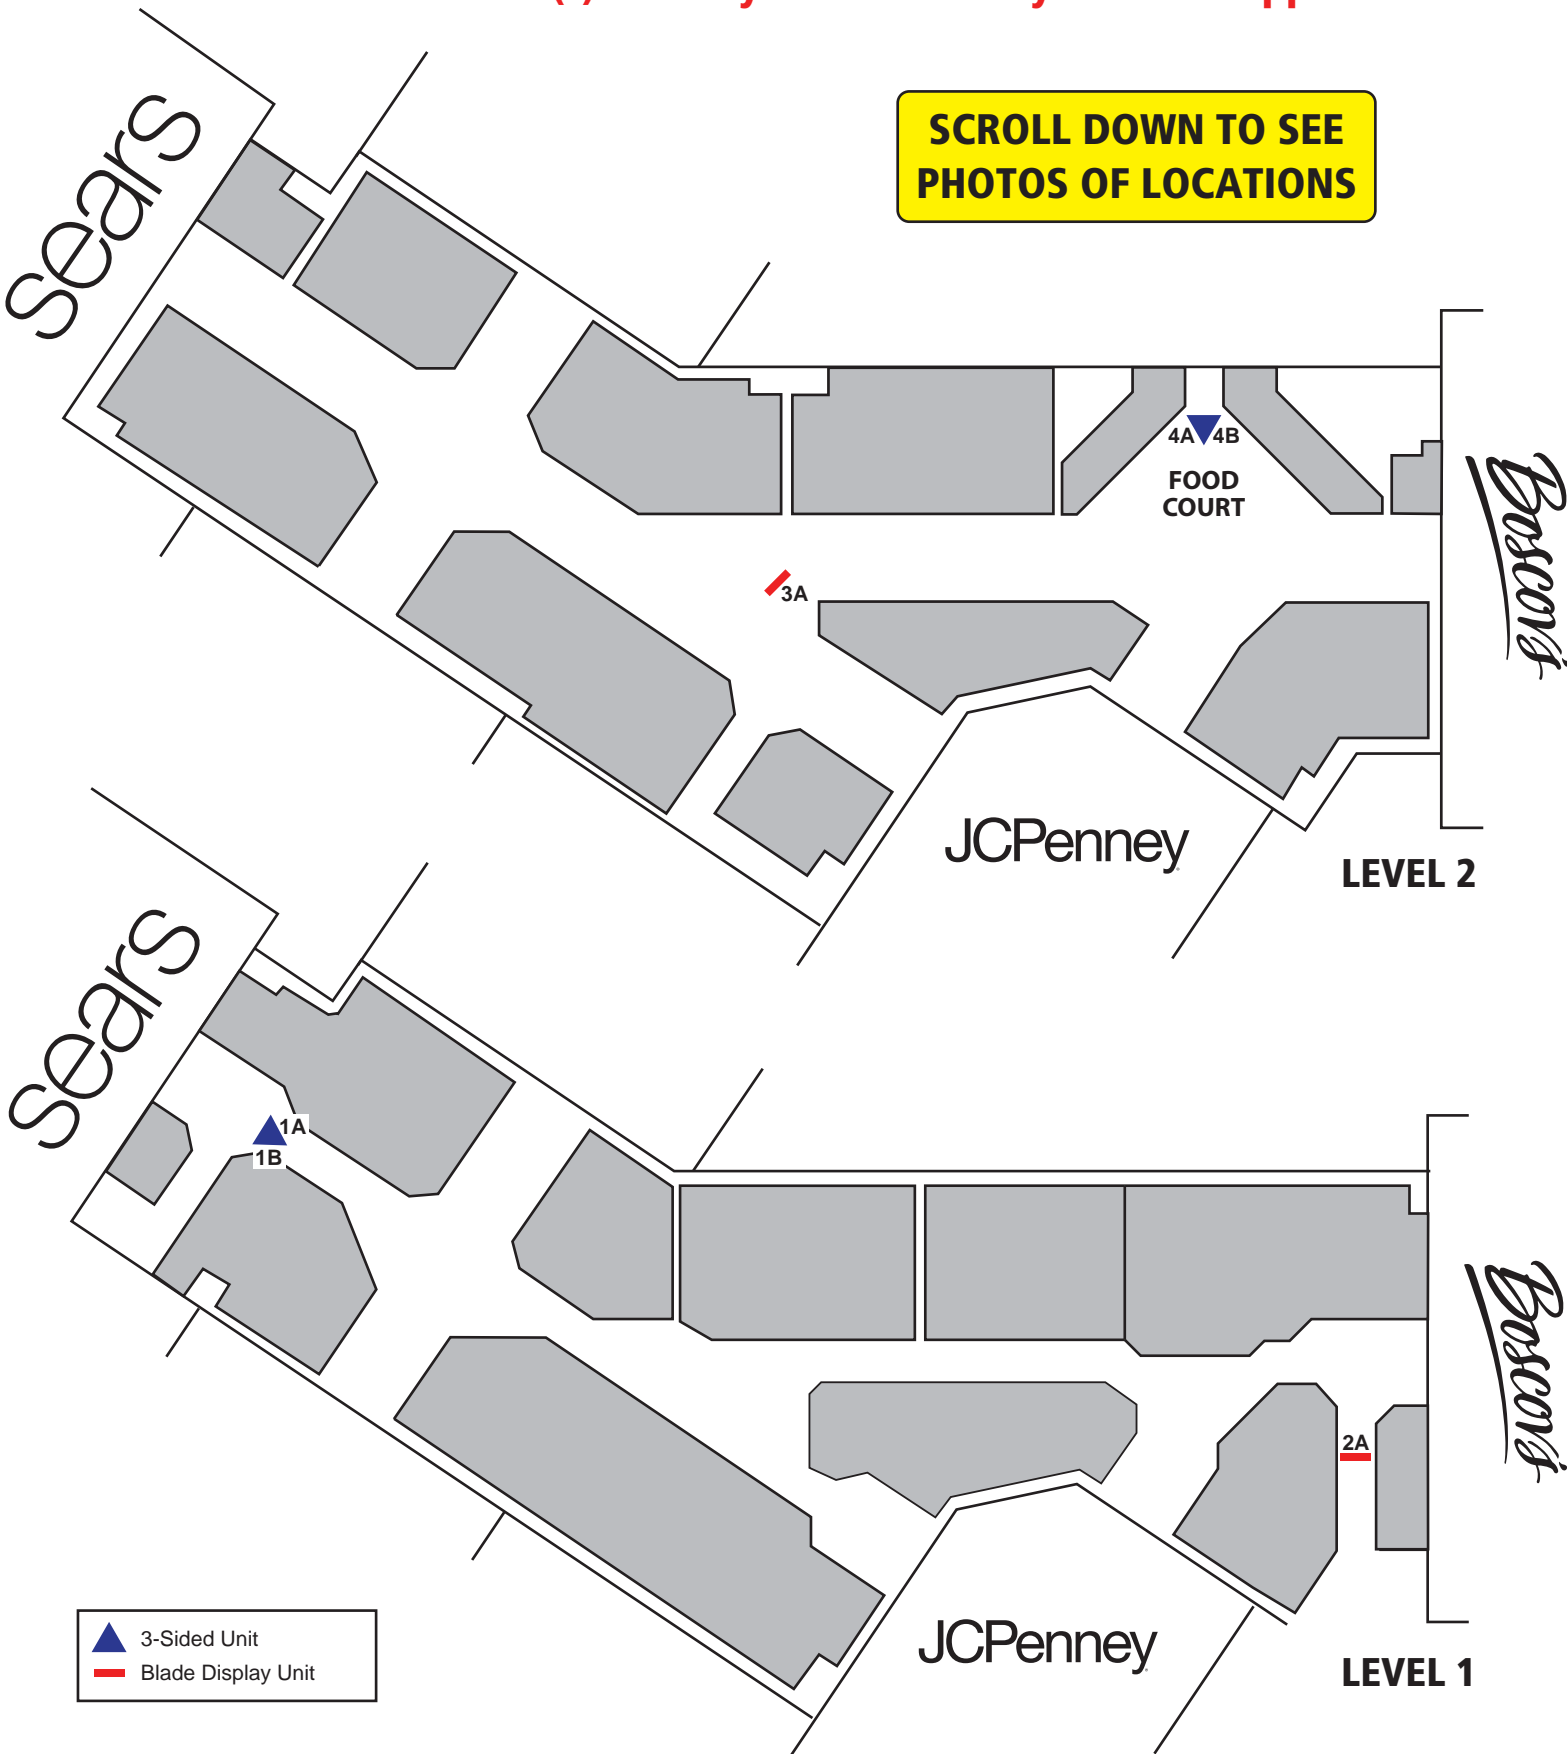 SCROLL DOWN TO SEE
PHOTOS OF LOCATIONS
sears
4A 4B
FOOD
COURT
Boscov's
3A
JCPenney
LEVEL 2
sears
1A
1B
Boscov's
2A
3-Sided Unit
Blade Display Unit
JCPenney
LEVEL 1